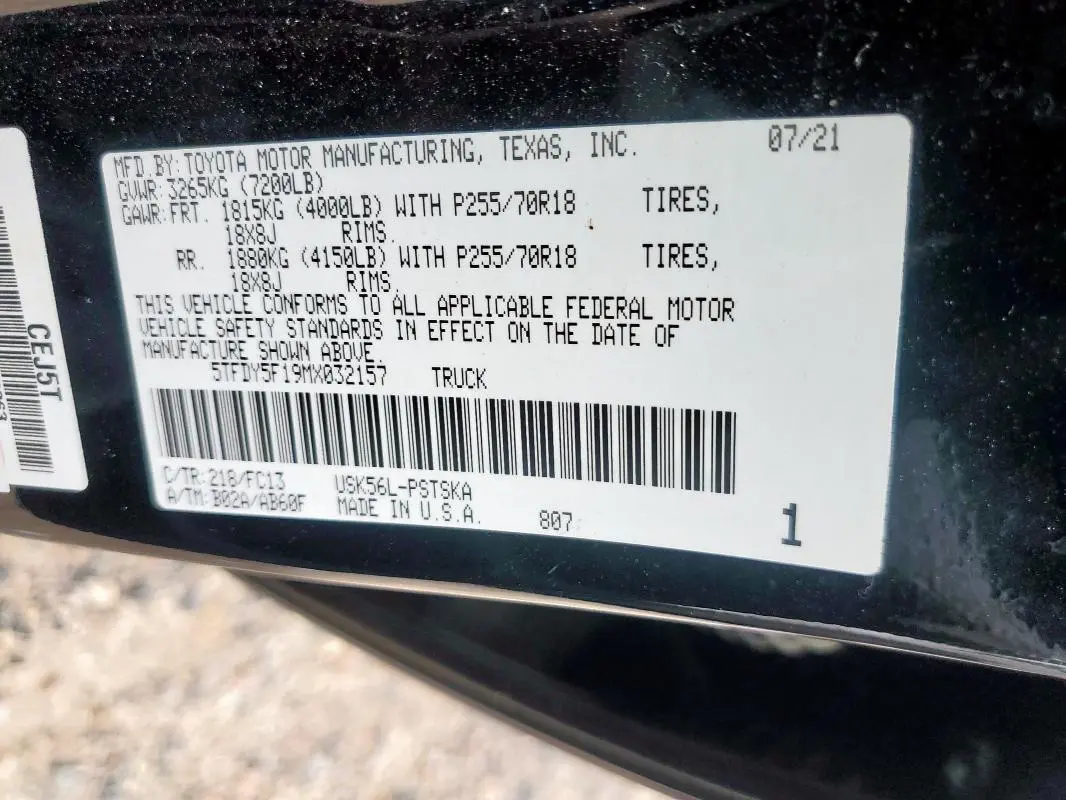 MFD.BY:TOYOTA MOTOR MANUFACTURING, TEXAS, INC. 07/21
GVWR:3265KG (7200LB)
GAWR:FRT. 1815KG (4000LB) WITH P255/70R18 TIRES,
18X8J RIMS.
RR. 1880KG (4150LB) WITH P255/70R18 TIRES,
18X8J RIMS.
THIS VEHICLE CONFORMS TO ALL APPLICABLE FEDERAL MOTOR
VEHICLE SAFETY STANDARDS IN EFFECT ON THE DATE OF
MANUFACTURE SHOWN ABOVE.
5TFDY5F19MX032157 TRUCK
C/TR:218/FC13 USK56L-PSTSKA
A/TM:B02A/AB60F MADE IN U.S.A. 807
1
CEJ5T